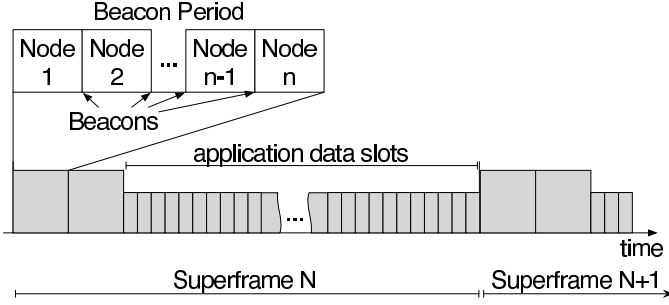 Beacon Period
Node 1
Node 2
...
Node n-1
Node n
Beacons
application data slots
...
time
Superframe N
Superframe N+1